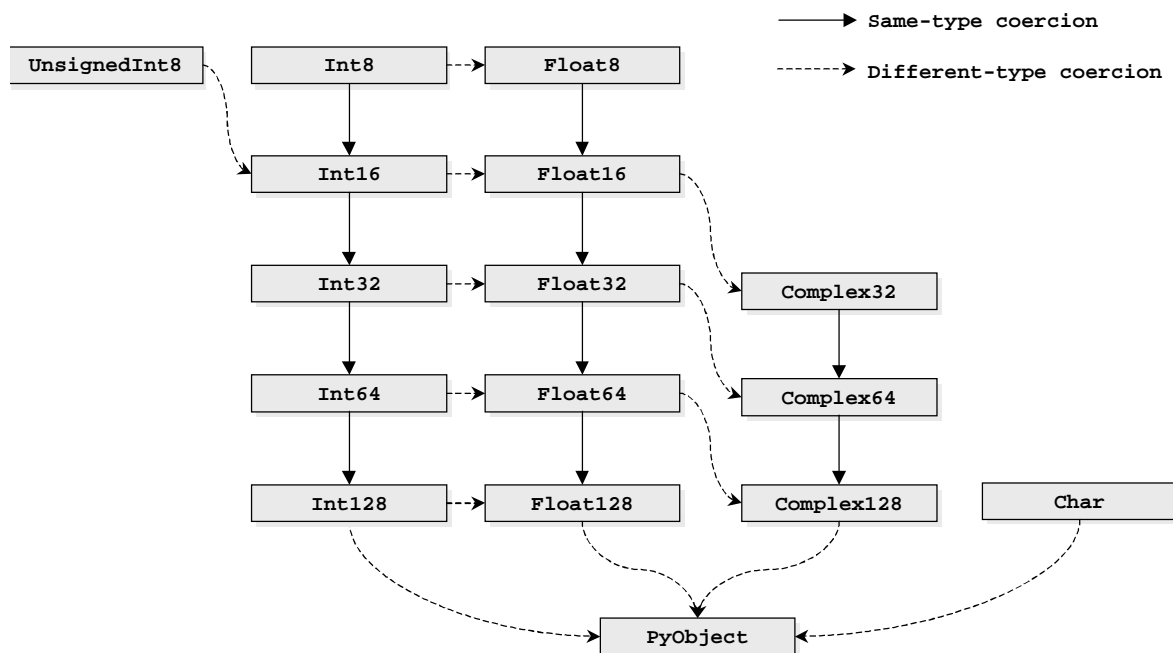 Same-type coercion
Different-type coercion
UnsignedInt8
Int8
Float8
Int16
Float16
Int32
Float32
Complex32
Int64
Float64
Complex64
Int128
Float128
Complex128
Char
PyObject